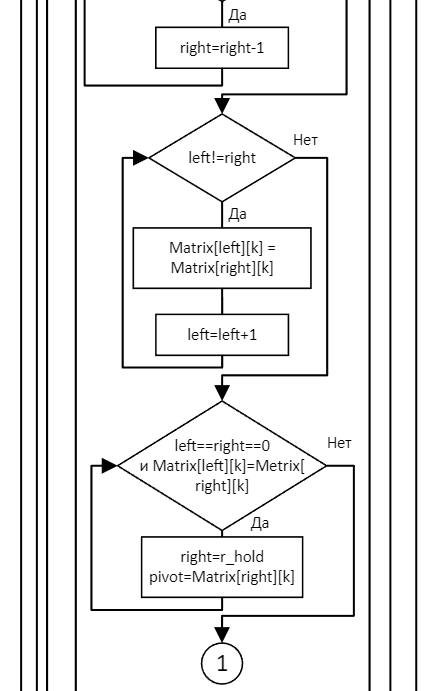 Да
right=right-1
Нет
left!=right
Да
Matrix[left][k] =
Matrix[right][k]
left=left+1
Нет
left==right==0
и Matrix[left][k]=Metrix[
right][k]
Да
right=r_hold
pivot=Matrix[right][k]
1